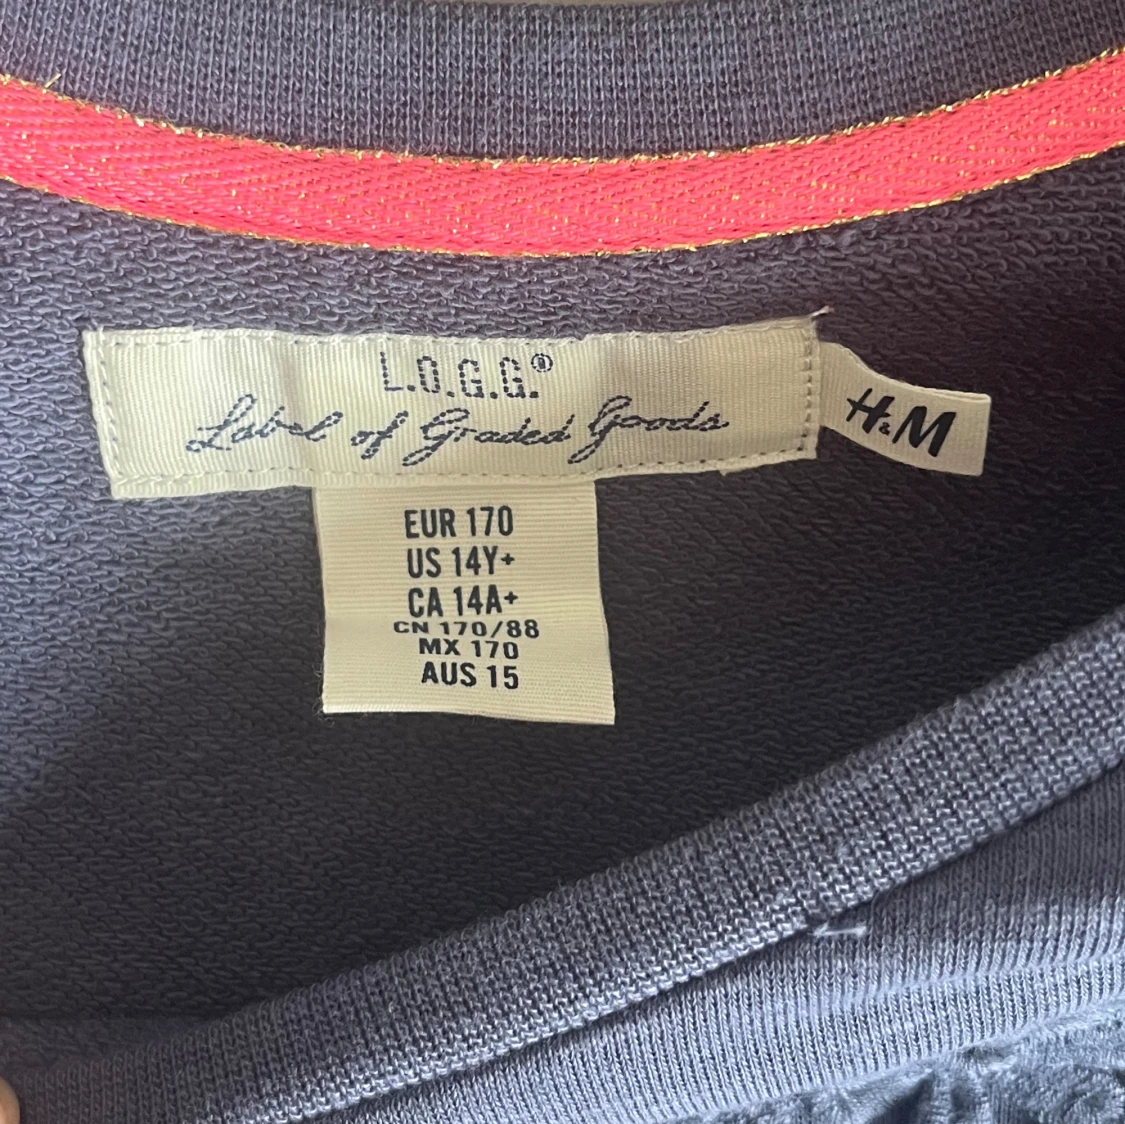 L.O.G.G.®
Label of Graded Goods
H&M
EUR 170
US 14Y+
CA 14A+
CN 170/88
MX 170
AUS 15